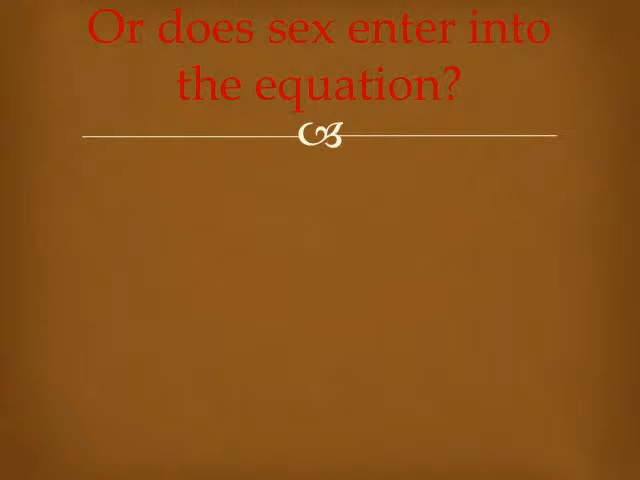 Or does sex enter into
the equation?